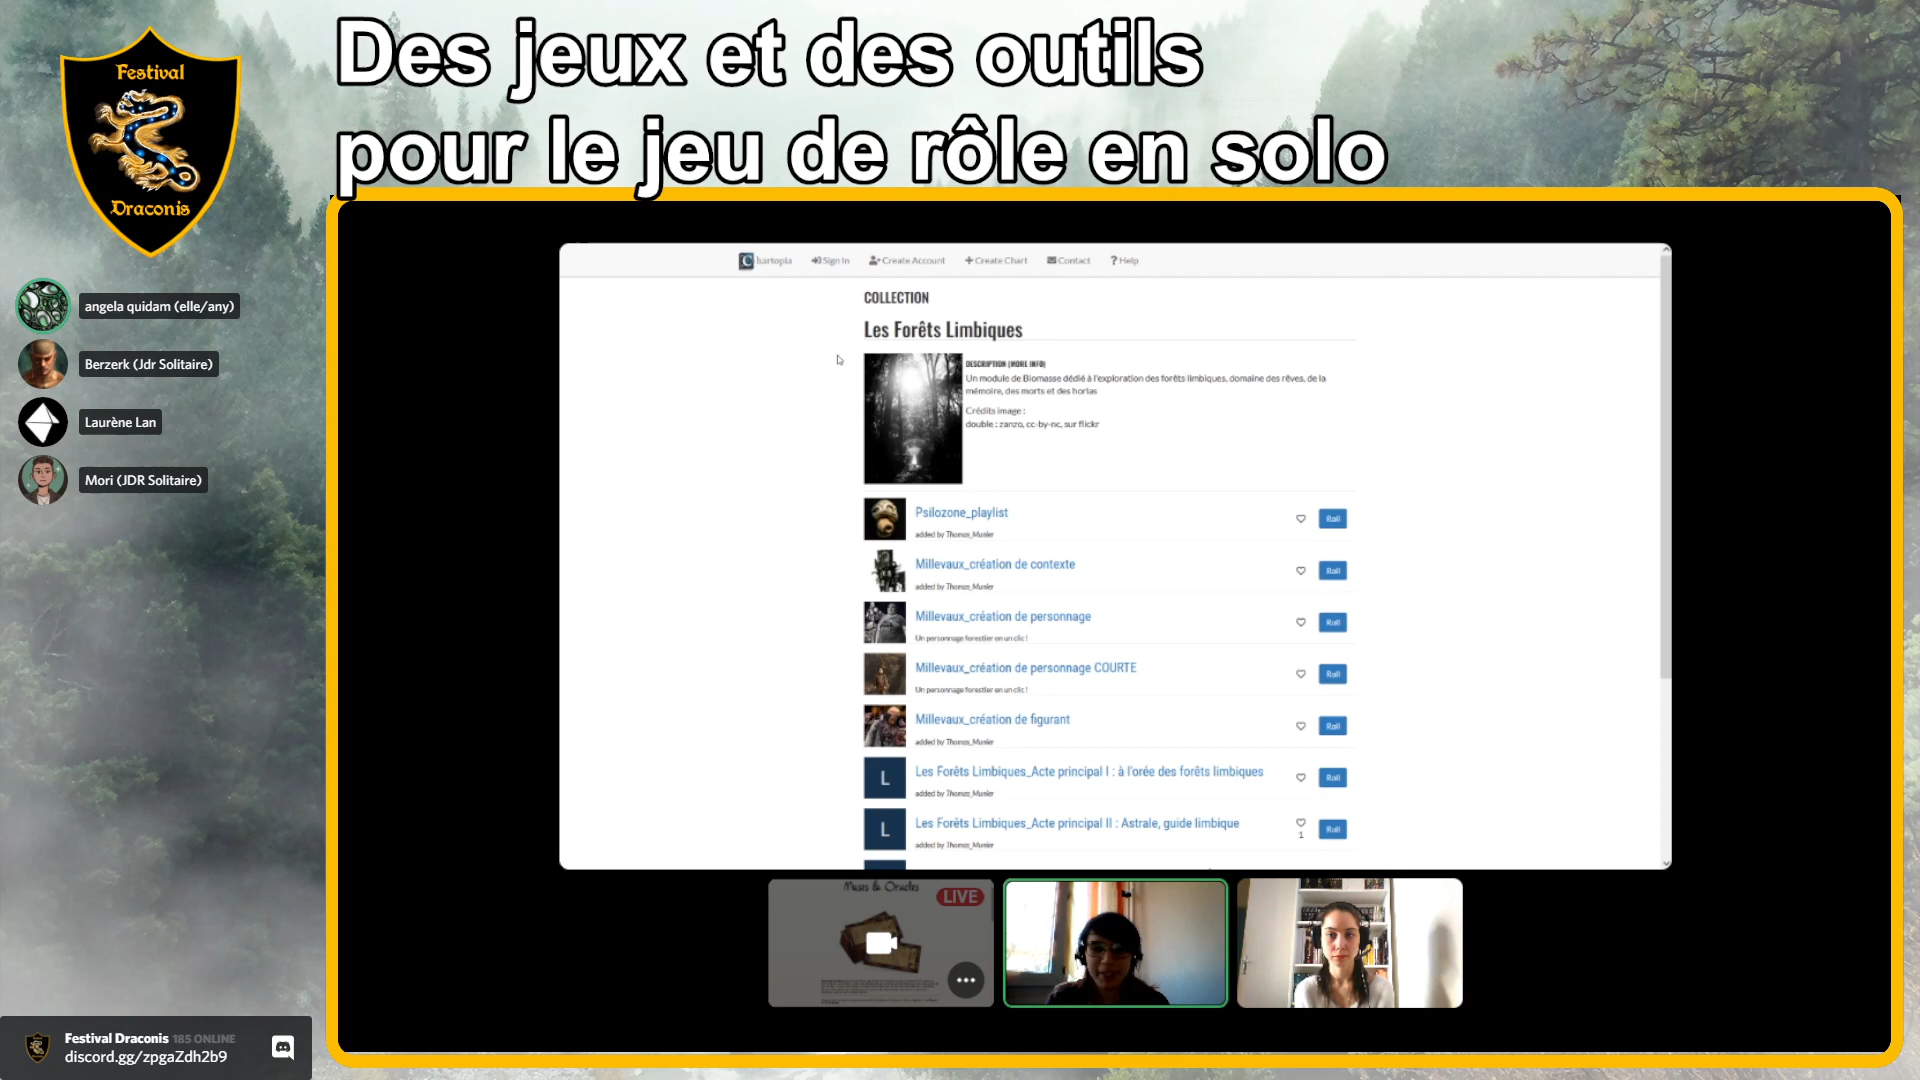 Des jeux et des outils
pour le jeu de rôle en solo
Festival
Draconis
angela quidam (elle/any)
Berzerk (Jdr Solitaire)
Laurène Lan
Mori (JDR Solitaire)
hartopia Sign In Create Account Create Chart Contact ? Help
COLLECTION
Les Forêts Limbiques
DESCRIPTION (MORE INFO)
Un module de Biomasse dédié à l'exploration des forêts limbiques, domaine des rêves, de la
mémoire, des morts et des horlas
Crédits image :
double : zanzo, cc-by-nc, sur flickr
Psilozone_playlist
added by Thomas_Munier
Roll
Millevaux_création de contexte
added by Thomas_Munier
Roll
Millevaux_création de personnage
Un personnage forestier en un clic !
Roll
Millevaux_création de personnage COURTE
Un personnage forestier en un clic !
Roll
Millevaux_création de figurant
added by Thomas_Munier
Roll
L
Les Forêts Limbiques_Acte principal I : à l'orée des forêts limbiques
added by Thomas_Munier
Roll
L
Les Forêts Limbiques_Acte principal II : Astrale, guide limbique
added by Thomas_Munier
1
Roll
Muses & Oracles
LIVE
Festival Draconis 185 ONLINE
discord.gg/zpgaZdh2b9